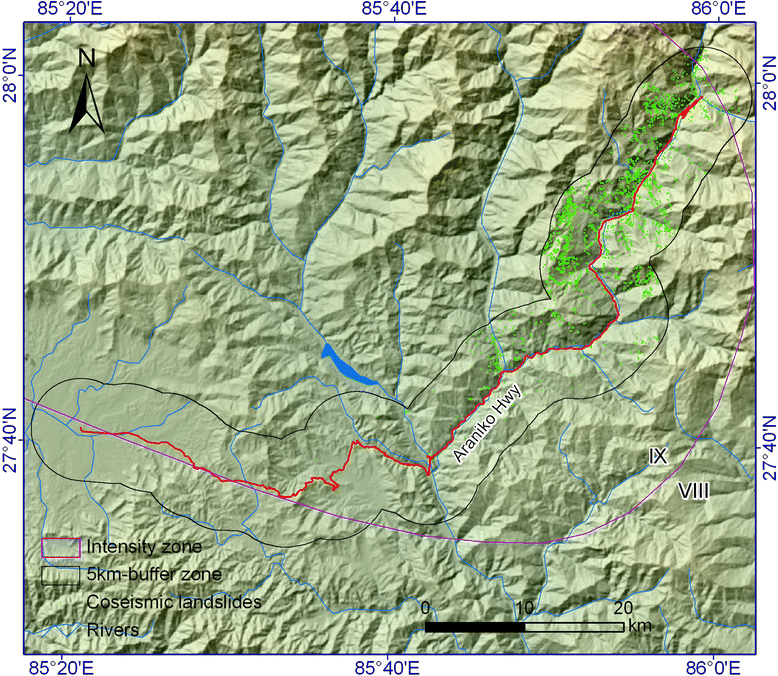 85°20'E
85°40'E
86°0'E
28°0'N
28°0'N
N
Araniko Hwy
27°40'N
27°40'N
IX
VIII
Intensity zone
5km-buffer zone
Coseismic landslides
Rivers
0
10
20
km
85°20'E
85°40'E
86°0'E